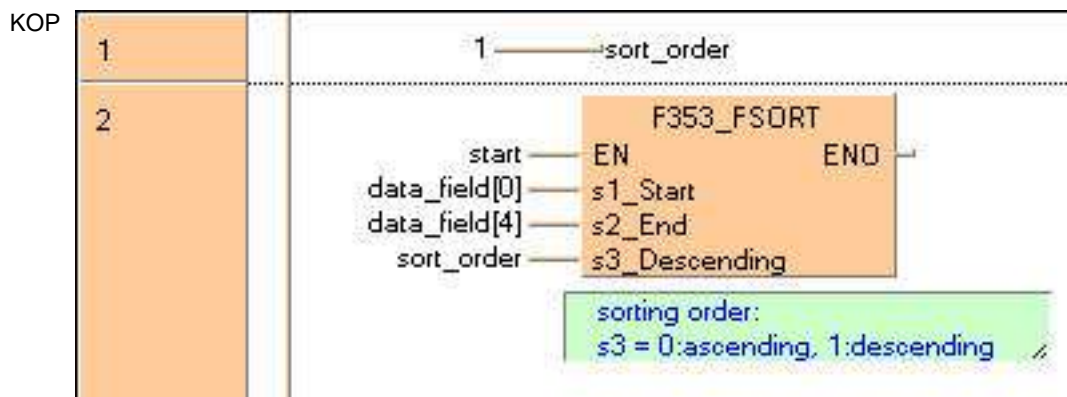 KOP
1
1 sort_order
2
F353_FSORT
start EN ENO
data_field[0] s1_Start
data_field[4] s2_End
sort_order s3_Descending
sorting order:
s3 = 0:ascending, 1:descending